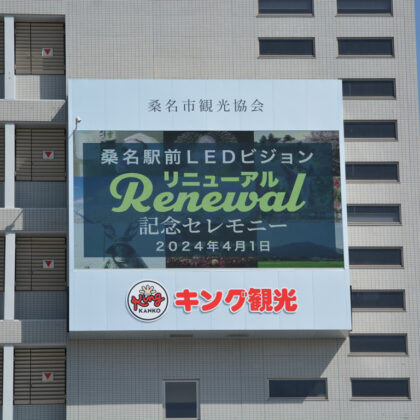 桑名市観光協会
桑名駅前LEDビジョン
リニューアル
Renewal
記念セレモニー
2024年4月1日
KANKO
キング観光